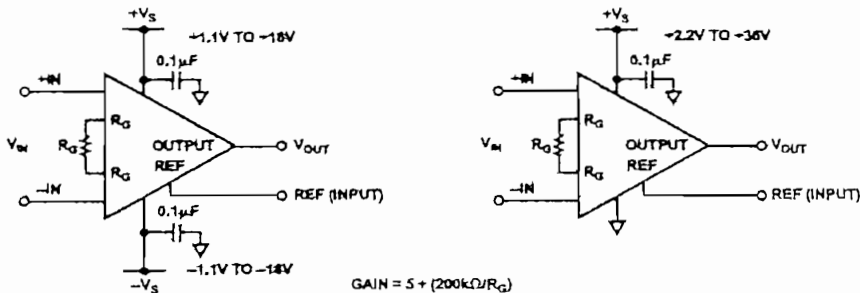 +VS
+1.1V TO +18V
0.1µF
+IN
RG
VIN
RG
RG
OUTPUT
REF
VOUT
REF (INPUT)
–IN
0.1µF
–1.1V TO –18V
–VS
+VS
+2.2V TO +36V
0.1µF
+IN
RG
VIN
RG
RG
OUTPUT
REF
VOUT
REF (INPUT)
–IN
GAIN = 5 + (200kΩ/RG)